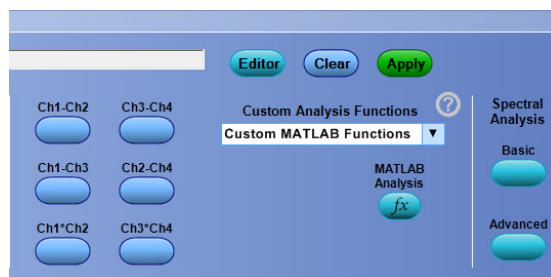 Editor Clear Apply
Ch1-Ch2 Ch3-Ch4 Custom Analysis Functions ? Spectral
Analysis
Custom MATLAB Functions
Basic
Ch1-Ch3 Ch2-Ch4 MATLAB
Analysis
fx
Ch1*Ch2 Ch3*Ch4 Advanced